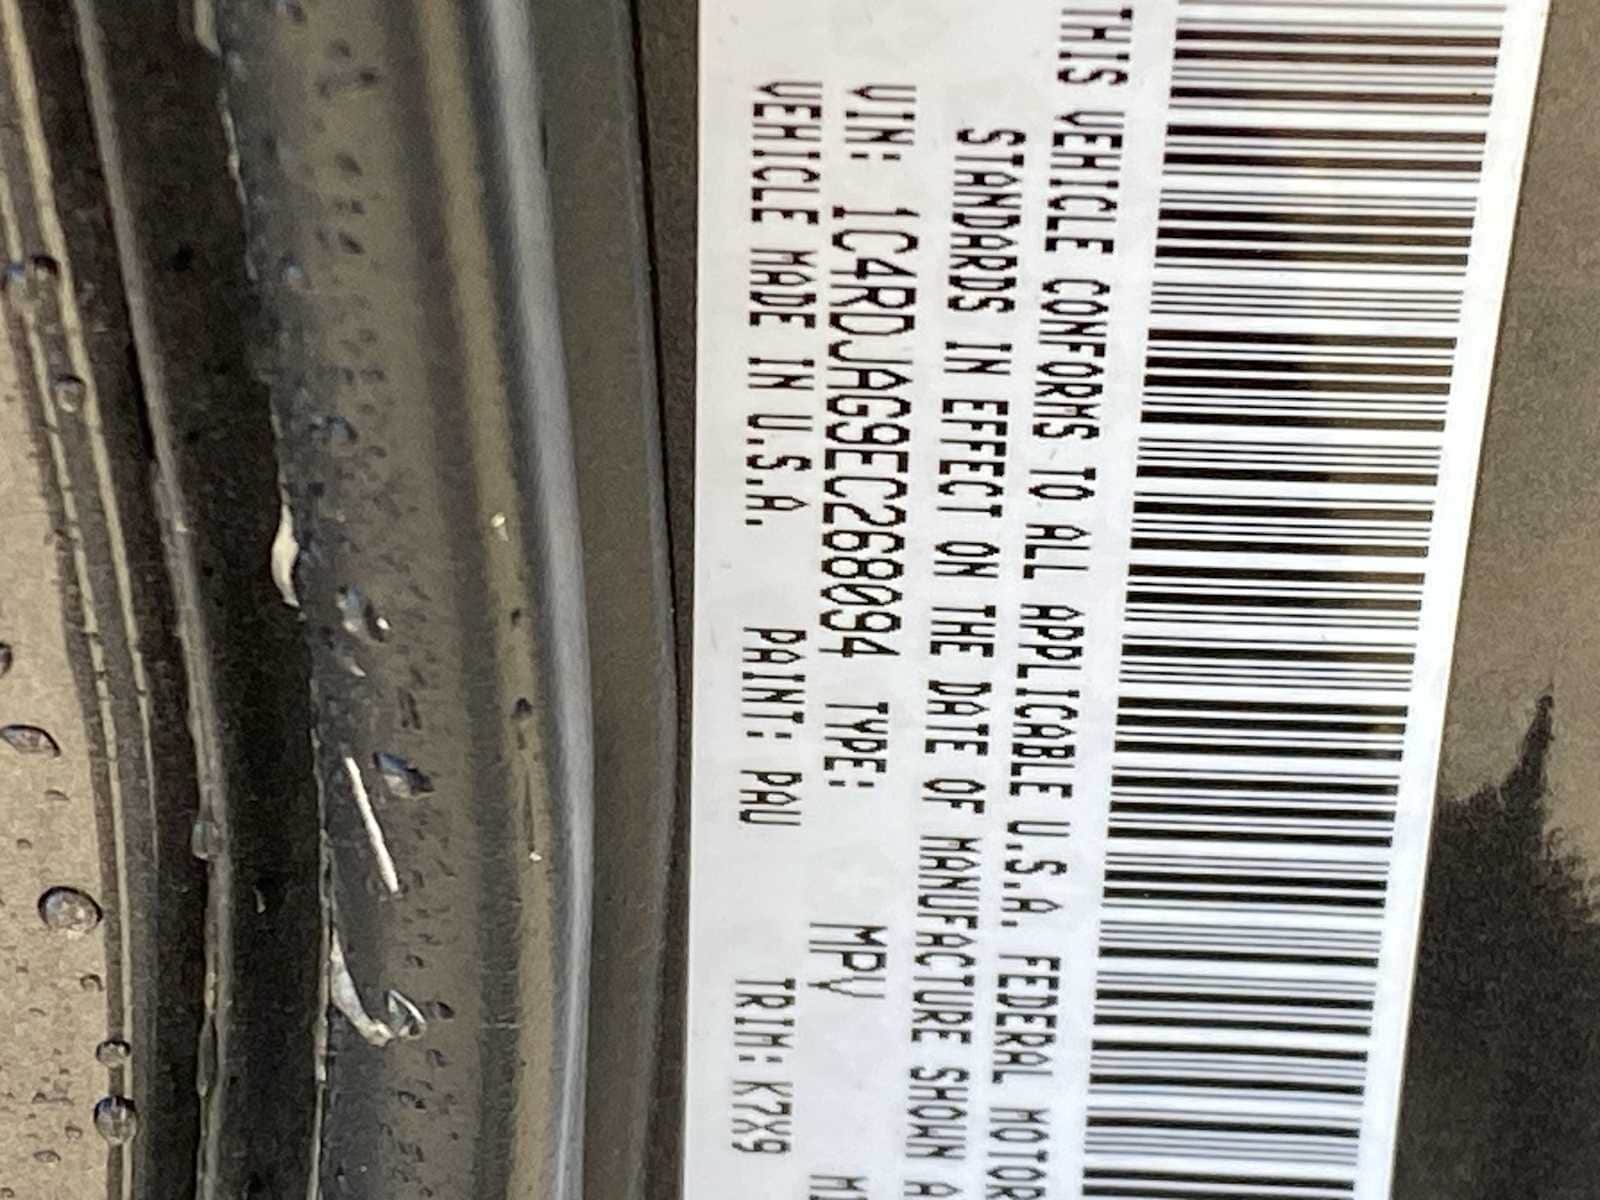 THIS VEHICLE CONFORMS TO ALL APPLICABLE U.S.A. FEDERAL MOTOR
STANDARDS IN EFFECT ON THE DATE OF MANUFACTURE SHOWN A
VIN: 1C4RDJAG9EC268094 TYPE: MPV
VEHICLE MADE IN U.S.A. PAINT: PAU TRIM: K7X9